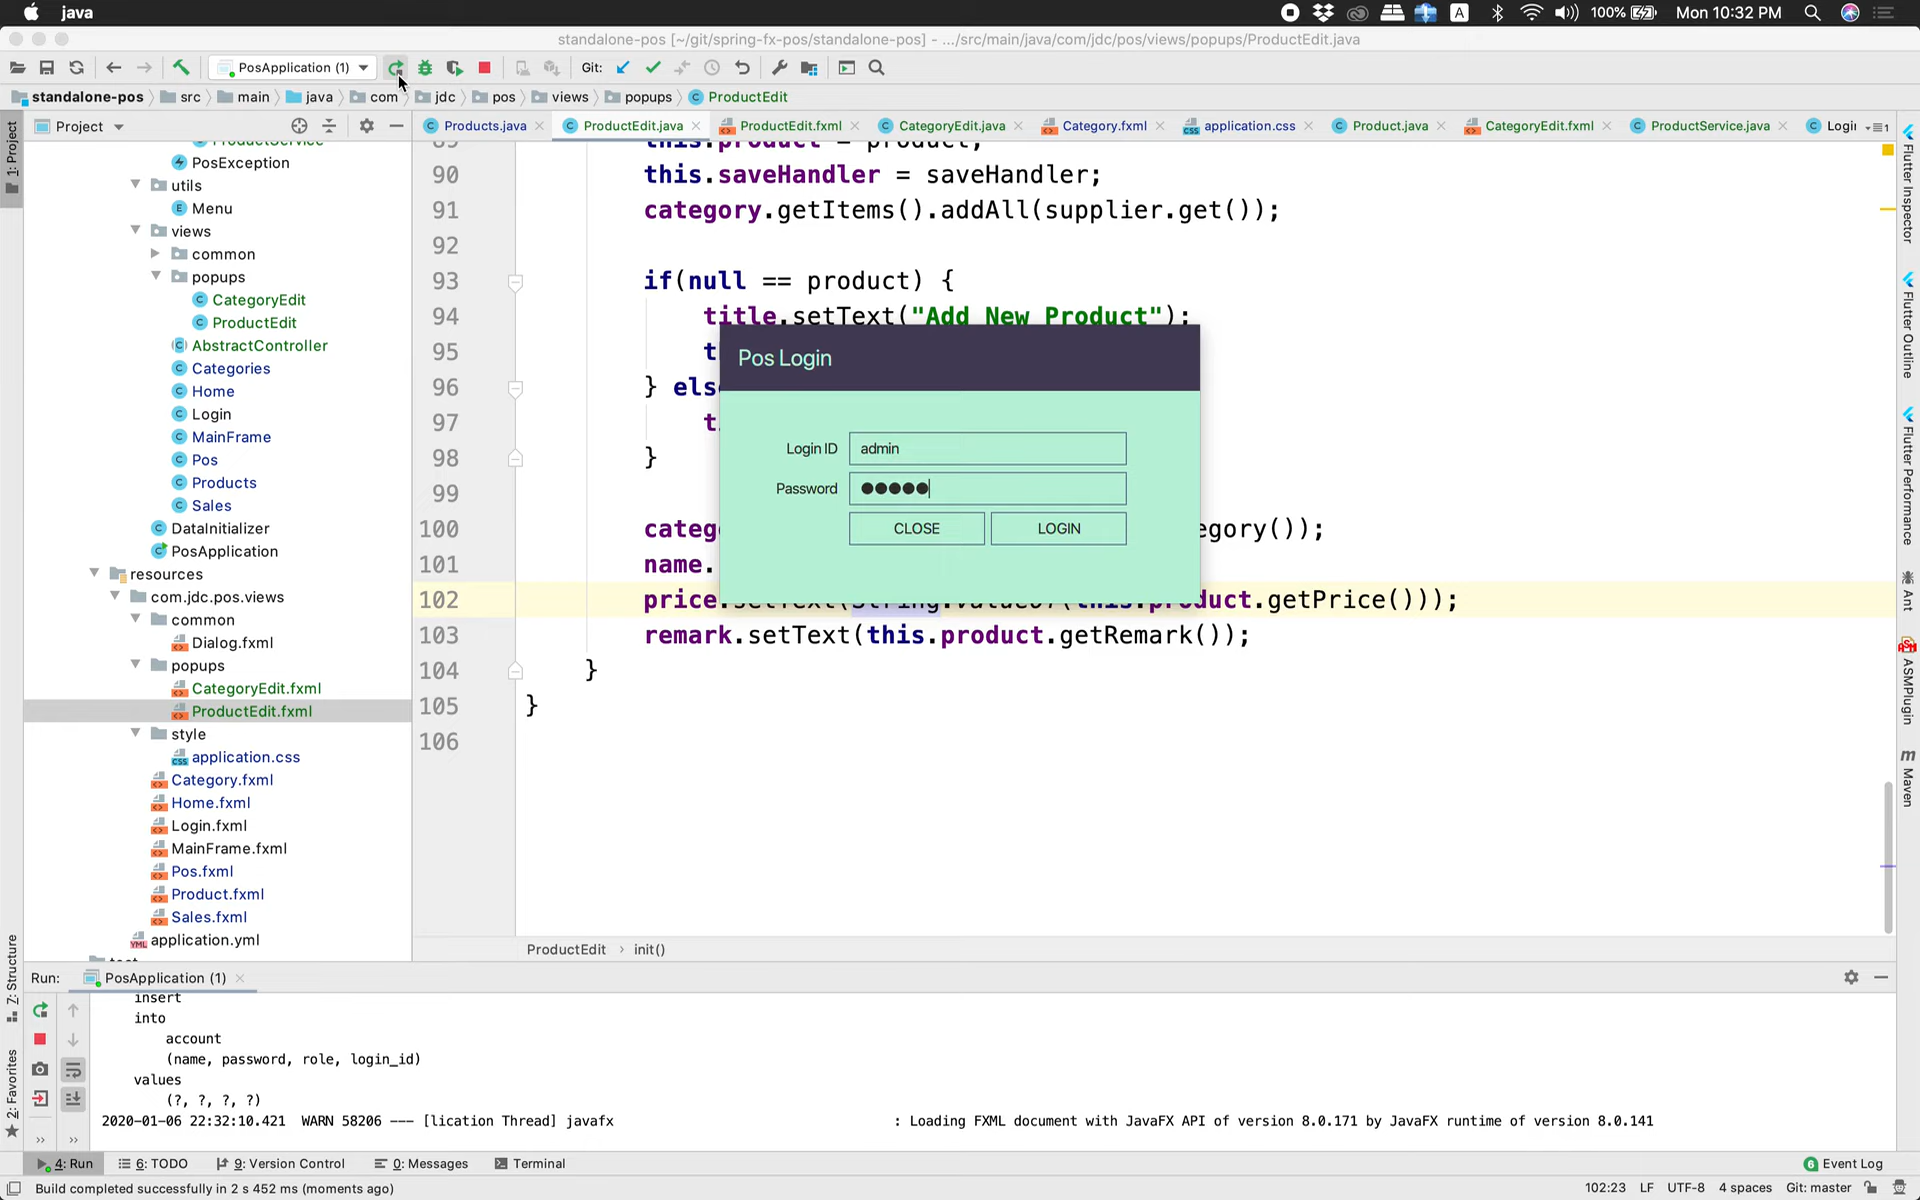 java
A
100%
Mon 10:32 PM
standalone-pos [~/git/spring-fx-pos/standalone-pos] - .../src/main/java/com/jdc/pos/views/popups/ProductEdit.java
PosApplication (1)
Git:
standalone-pos
src
main
java
com
jdc
pos
views
popups
ProductEdit
Project
Products.java
ProductEdit.java
ProductEdit.fxml
CategoryEdit.java
Category.fxml
application.css
Product.java
CategoryEdit.fxml
ProductService.java
Logi
1: Project
PosException
utils
Menu
views
common
popups
CategoryEdit
ProductEdit
AbstractController
Categories
Home
Login
MainFrame
Pos
Products
Sales
DataInitializer
PosApplication
resources
com.jdc.pos.views
common
Dialog.fxml
popups
CategoryEdit.fxml
ProductEdit.fxml
style
application.css
Category.fxml
Home.fxml
Login.fxml
MainFrame.fxml
Pos.fxml
Product.fxml
Sales.fxml
application.yml
90 this.saveHandler = saveHandler;
91 category.getItems().addAll(supplier.get());
92
93 if(null == product) {
94 title.setText("Add New Product");
95 t
96 } els
97 t
98 }
99
100 categ egory());
101 name.
102 price. product.getPrice()));
103 remark.setText(this.product.getRemark());
104 }
105 }
106
Pos Login
Login ID
admin
Password
CLOSE
LOGIN
ProductEdit › init()
Flutter Inspector
Flutter Outline
Flutter Performance
Ant
ASMPlugin
Maven
Z: Structure
2: Favorites
Run:
PosApplication (1)
insert
into
account
(name, password, role, login_id)
values
(?, ?, ?, ?)
2020-01-06 22:32:10.421 WARN 58206 --- [lication Thread] javafx : Loading FXML document with JavaFX API of version 8.0.171 by JavaFX runtime of version 8.0.141
4: Run
6: TODO
9: Version Control
0: Messages
Terminal
6 Event Log
Build completed successfully in 2 s 452 ms (moments ago)
102:23
LF
UTF-8
4 spaces
Git: master